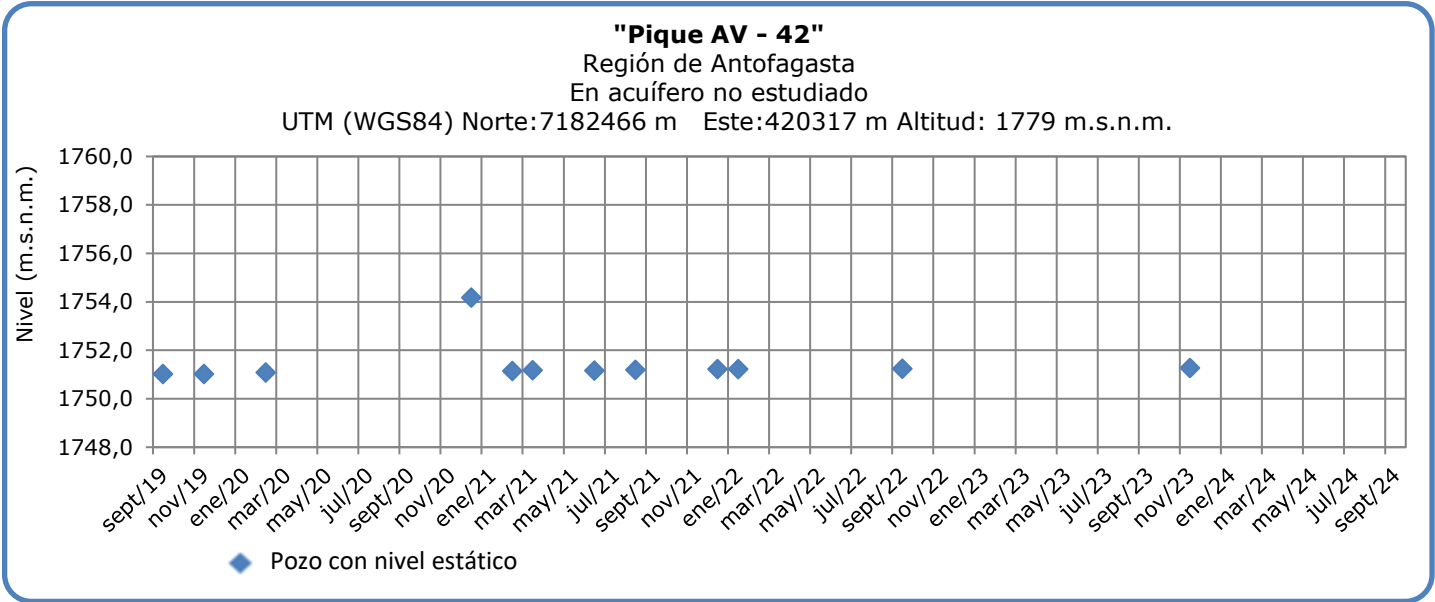 "Pique AV - 42"
Región de Antofagasta
En acuífero no estudiado
UTM (WGS84) Norte:7182466 m   Este:420317 m Altitud: 1779 m.s.n.m.
Nivel (m.s.n.m.)
1760,0
1758,0
1756,0
1754,0
1752,0
1750,0
1748,0
sept/19
nov/19
ene/20
mar/20
may/20
jul/20
sept/20
nov/20
ene/21
mar/21
may/21
jul/21
sept/21
nov/21
ene/22
mar/22
may/22
jul/22
sept/22
nov/22
ene/23
mar/23
may/23
jul/23
sept/23
nov/23
ene/24
mar/24
may/24
jul/24
sept/24
Pozo con nivel estático